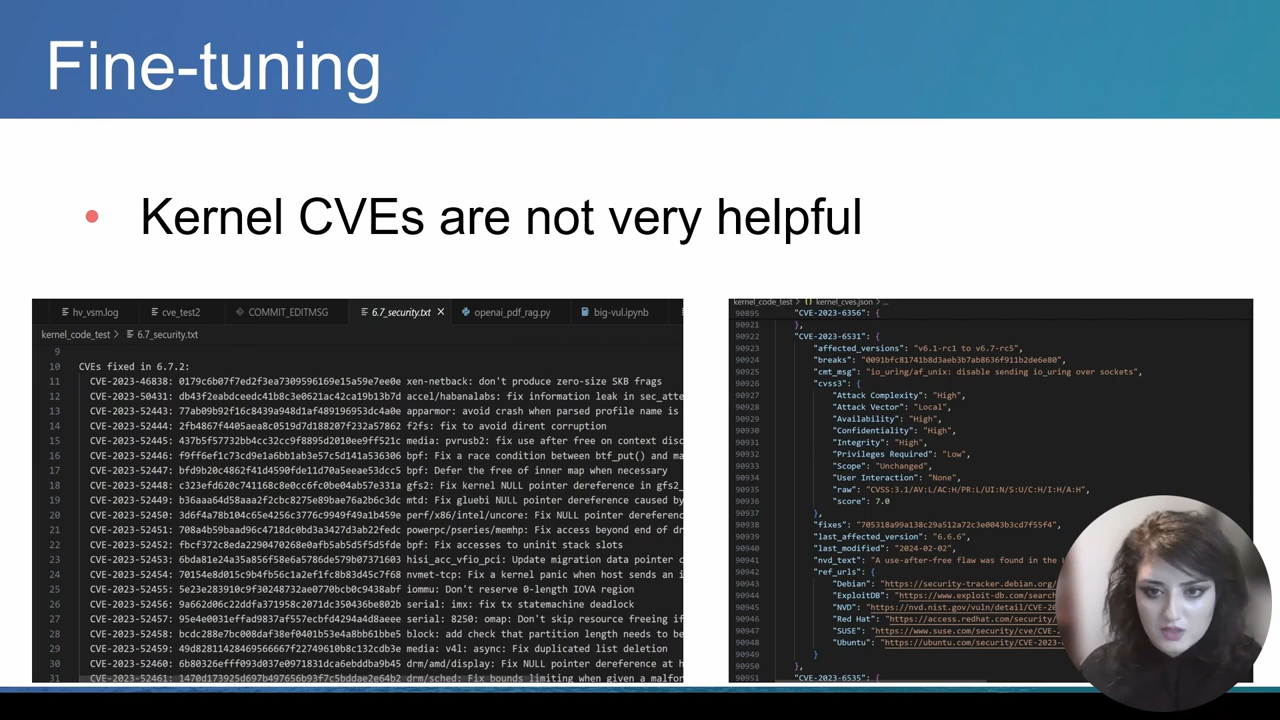 Fine-tuning
• Kernel CVEs are not very helpful
hv_vsm.log cve_test2 COMMIT_EDITMSG 6.7_security.txt × openai_pdf_rag.py big-vul.ipynb
kernel_code_test > 6.7_security.txt
9
10 CVEs fixed in 6.7.2:
11 CVE-2023-46838: 0179c6b07f7ed2f3ea7309596169e15a59e7ee0e xen-netback: don't produce zero-size SKB frags
12 CVE-2023-50431: db43f2eabdceedc41b8c3e0621ac42ca19b13b7d accel/habanalabs: fix information leak in sec_atte
13 CVE-2023-52443: 77ab09b92f16c8439a948d1af489196953dc4a0e apparmor: avoid crash when parsed profile name is
14 CVE-2023-52444: 2fb4867f4405aea8c0519d7d188207f232a57862 f2fs: fix to avoid dirent corruption
15 CVE-2023-52445: 437b5f57732bb4cc32cc9f8895d2010ee9ff521c media: pvrusb2: fix use after free on context disc
16 CVE-2023-52446: f9ff6ef1c73cd9e1a6bb1ab3e57c5d141a536306 bpf: Fix a race condition between btf_put() and ma
17 CVE-2023-52447: bfd9b20c4862f41d4590fde11d70a5eeae53dcc5 bpf: Defer the free of inner map when necessary
18 CVE-2023-52448: c323efd620c741168c8e0cc6fc0be04ab57e331a gfs2: Fix kernel NULL pointer dereference in gfs2_
19 CVE-2023-52449: b36aaa64d58aaa2f2cbc8275e89bae76a2b6c3dc mtd: Fix gluebi NULL pointer dereference caused by
20 CVE-2023-52450: 3d6f4a78b104c65e4256c3776c9949f49a1b459e perf/x86/intel/uncore: Fix NULL pointer dereferenc
21 CVE-2023-52451: 708a4b59baad96c4718dc0bd3a3427d3ab22fedc powerpc/pseries/memhp: Fix access beyond end of dr
22 CVE-2023-52452: fbcf372c8eda2290470268e0afb5ab5d5f5d5fde bpf: Fix accesses to uninit stack slots
23 CVE-2023-52453: 6bda81e24a35a856f58e6a5786de579b07371603 hisi_acc_vfio_pci: Update migration data pointer c
24 CVE-2023-52454: 70154e8d015c9b4fb56c1a2ef1fc8b83d45c7f68 nvmet-tcp: Fix a kernel panic when host sends an i
25 CVE-2023-52455: 5e23e283910c9f30248732ae0770bcb0c9438abf iommu: Don't reserve 0-length IOVA region
26 CVE-2023-52456: 9a662d06c22ddfa371958c2071dc350436be802b serial: imx: fix tx statemachine deadlock
27 CVE-2023-52457: 95e4e0031effad9837af557ecbfd4294a4d8aeee serial: 8250: omap: Don't skip resource freeing if
28 CVE-2023-52458: bcdc288e7bc008daf38ef0401b53e4a8bb61bbe5 block: add check that partition length needs to be
29 CVE-2023-52459: 49d82811428469566667f22749610b8c132cdb3e media: v4l: async: Fix duplicated list deletion
30 CVE-2023-52460: 6b80326efff093d037e0971831dca6ebddba9b45 drm/amd/display: Fix NULL pointer dereference at h
31 CVE-2023-52461: 1470d173925d697b497656b93f7c5bddae2e64b2 drm/sched: Fix bounds limiting when given a malfor
kernel_code_test > {} kernel_cves.json > ...
90895 "CVE-2023-6356": {
90921 },
90922 "CVE-2023-6531": {
90923 "affected_versions": "v6.1-rc1 to v6.7-rc5",
90924 "breaks": "0091bfc81741b8d3aeb3b7ab8636f911b2de6e80",
90925 "cmt_msg": "io_uring/af_unix: disable sending io_uring over sockets",
90926 "cvss3": {
90927 "Attack Complexity": "High",
90928 "Attack Vector": "Local",
90929 "Availability": "High",
90930 "Confidentiality": "High",
90931 "Integrity": "High",
90932 "Privileges Required": "Low",
90933 "Scope": "Unchanged",
90934 "User Interaction": "None",
90935 "raw": "CVSS:3.1/AV:L/AC:H/PR:L/UI:N/S:U/C:H/I:H/A:H",
90936 "score": 7.0
90937 },
90938 "fixes": "705318a99a138c29a512a72c3e0043b3cd7f55f4",
90939 "last_affected_version": "6.6.6",
90940 "last_modified": "2024-02-02",
90941 "nvd_text": "A use-after-free flaw was found in the
90942 "ref_urls": {
90943 "Debian": "https://security-tracker.debian.org/
90944 "ExploitDB": "https://www.exploit-db.com/search
90945 "NVD": "https://nvd.nist.gov/vuln/detail/CVE-20
90946 "Red Hat": "https://access.redhat.com/security/
90947 "SUSE": "https://www.suse.com/security/cve/CVE-
90948 "Ubuntu": "https://ubuntu.com/security/CVE-2023-
90949 }
90950 },
90951 "CVE-2023-6535": {